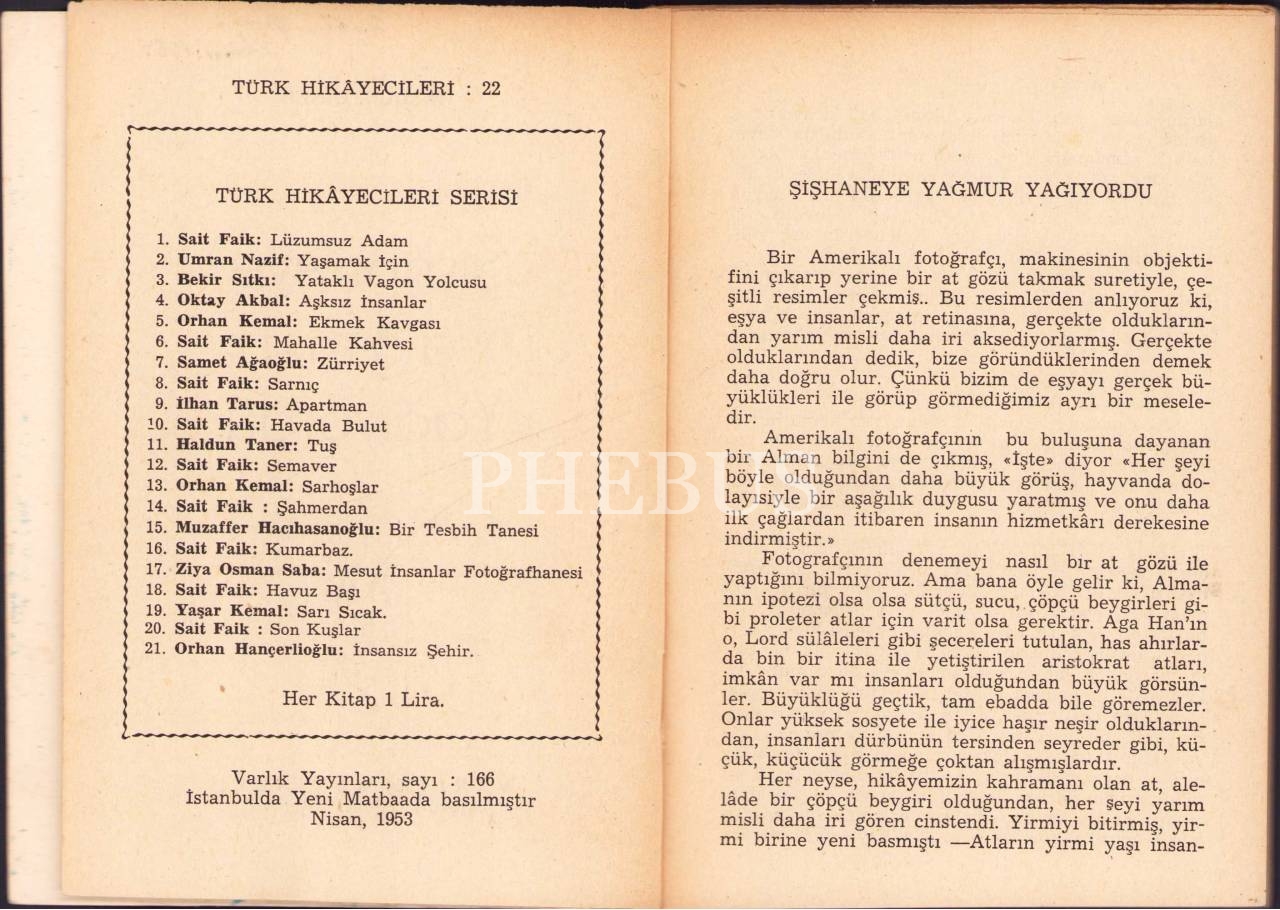 TÜRK HİKÂYECİLERİ : 22
TÜRK HİKÂYECİLERİ SERİSİ
1. Sait Faik: Lüzumsuz Adam
2. Umran Nazif: Yaşamak İçin
3. Bekir Sıtkı: Yataklı Vagon Yolcusu
4. Oktay Akbal: Aşksız İnsanlar
5. Orhan Kemal: Ekmek Kavgası
6. Sait Faik: Mahalle Kahvesi
7. Samet Ağaoğlu: Zürriyet
8. Sait Faik: Sarnıç
9. İlhan Tarus: Apartman
10. Sait Faik: Havada Bulut
11. Haldun Taner: Tuş
12. Sait Faik: Semaver
13. Orhan Kemal: Sarhoşlar
14. Sait Faik : Şahmerdan
15. Muzaffer Hacıhasanoğlu: Bir Tesbih Tanesi
16. Sait Faik: Kumarbaz.
17. Ziya Osman Saba: Mesut İnsanlar Fotoğrafhanesi
18. Sait Faik: Havuz Başı
19. Yaşar Kemal: Sarı Sıcak.
20. Sait Faik : Son Kuşlar
21. Orhan Hançerlioğlu: İnsansız Şehir.
Her Kitap 1 Lira.
Varlık Yayınları, sayı : 166
İstanbulda Yeni Matbaada basılmıştır
Nisan, 1953
ŞİŞHANEYE YAĞMUR YAĞIYORDU
Bir Amerikalı fotoğrafçı, makinesinin objekti-
fini çıkarıp yerine bir at gözü takmak suretiyle, çe-
şitli resimler çekmiş.. Bu resimlerden anlıyoruz ki,
eşya ve insanlar, at retinasına, gerçekte oldukların-
dan yarım misli daha iri aksediyorlarmış. Gerçekte
olduklarından dedik, bize göründüklerinden demek
daha doğru olur. Çünkü bizim de eşyayı gerçek bü-
yüklükleri ile görüp görmediğimiz ayrı bir mesele-
dir.
Amerikalı fotoğrafçının bu buluşuna dayanan
bir Alman bilgini de çıkmış, «İşte» diyor «Her şeyi
böyle olduğundan daha büyük görüş, hayvanda do-
layısiyle bir aşağılık duygusu yaratmış ve onu daha
ilk çağlardan itibaren insanın hizmetkârı derekesine
indirmiştir.»
Fotografçının denemeyi nasıl bir at gözü ile
yaptığını bilmiyoruz. Ama bana öyle gelir ki, Alma-
nın ipotezi olsa olsa sütçü, sucu, çöpçü beygirleri gi-
bi proleter atlar için varit olsa gerektir. Aga Han'ın
o, Lord sülâleleri gibi şecereleri tutulan, has ahırlar-
da bin bir itina ile yetiştirilen aristokrat atları,
imkân var mı insanları olduğundan büyük görsün-
ler. Büyüklüğü geçtik, tam ebadda bile göremezler.
Onlar yüksek sosyete ile iyice haşır neşir oldukların-
dan, insanları dürbünün tersinden seyreder gibi, kü-
çük, küçücük görmeğe çoktan alışmışlardır.
Her neyse, hikâyemizin kahramanı olan at, ale-
lâde bir çöpçü beygiri olduğundan, her şeyi yarım
misli daha iri gören cinstendi. Yirmiyi bitirmiş, yir-
mi birine yeni basmıştı —Atların yirmi yaşı insan-
PHEBUS